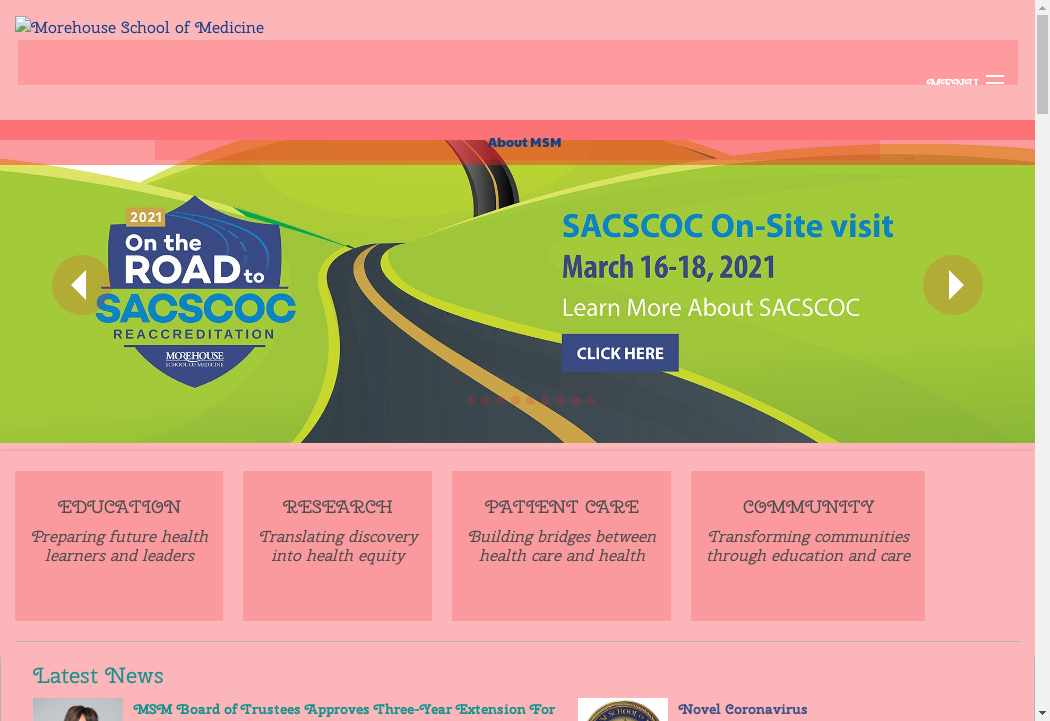 Morehouse School of Medicine
About MSM
2021
On the
ROAD to
SACSCOC
REACCREDITATION
MOREHOUSE
SCHOOL OF MEDICINE
SACSCOC On-Site visit
March 16-18, 2021
Learn More About SACSCOC
CLICK HERE
EDUCATION
Preparing future health
learners and leaders
RESEARCH
Translating discovery
into health equity
PATIENT CARE
Building bridges between
health care and health
COMMUNITY
Transforming communities
through education and care
Latest News
MSM Board of Trustees Approves Three-Year Extension For
Novel Coronavirus